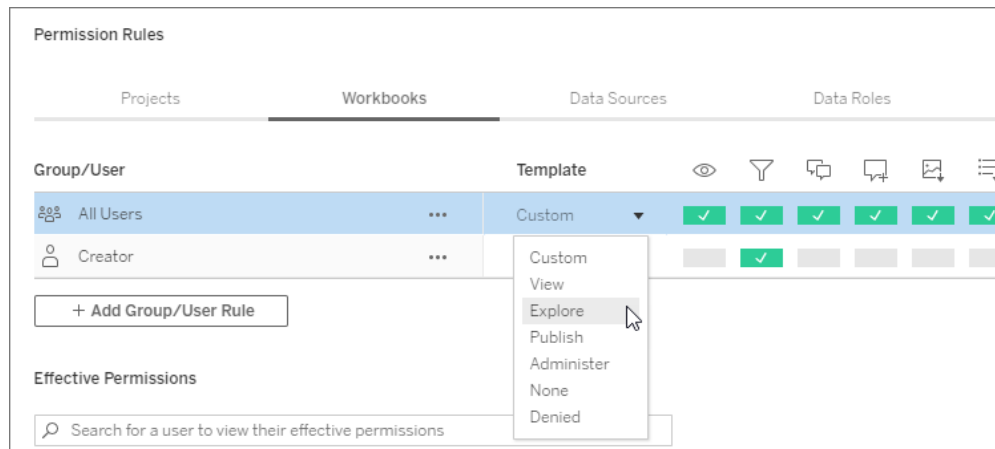 Permission Rules
Projects Workbooks Data Sources Data Roles
Group/User Template
All Users Custom
Creator
Custom
View
Explore
Publish
Administer
None
Denied
+ Add Group/User Rule
Effective Permissions
Search for a user to view their effective permissions